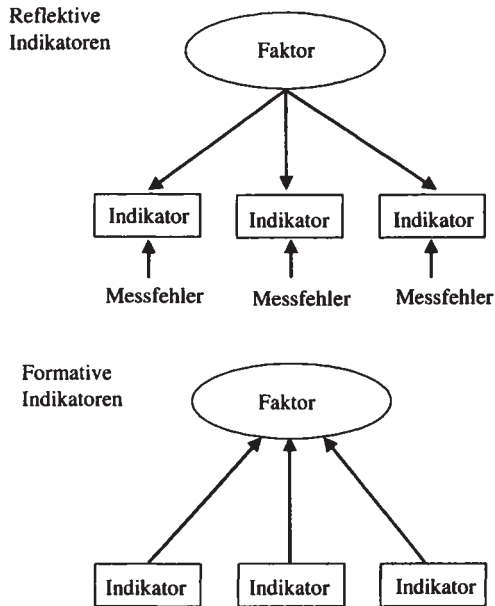 Reflektive
Indikatoren
Faktor
Indikator Indikator Indikator
Messfehler Messfehler Messfehler
Formative
Indikatoren
Faktor
Indikator Indikator Indikator